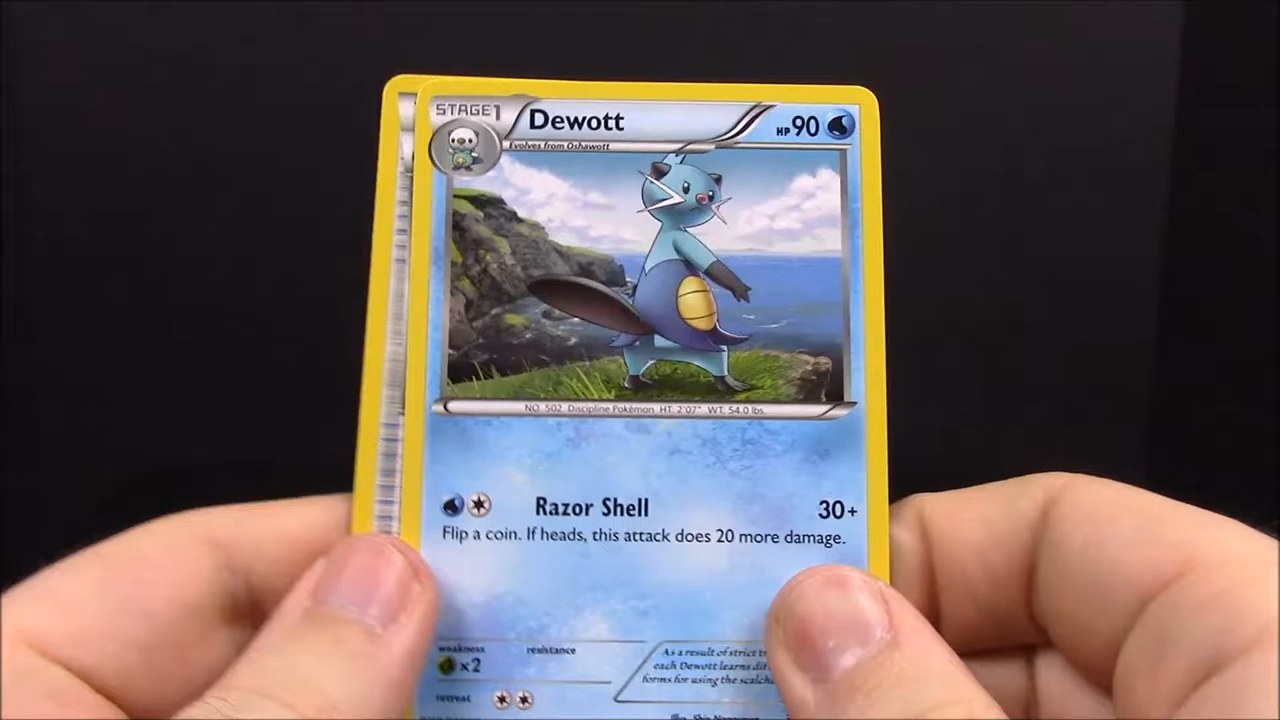 STAGE1 Dewott HP 90
Evolves from Oshawott
NO. 502 Discipline Pokémon HT. 2'07" WT. 54.0 lbs.
Razor Shell 30+
Flip a coin. If heads, this attack does 20 more damage.
weakness resistance
×2
As a result of strict
each Dewott learns
forms for using the
retreat
Illus.